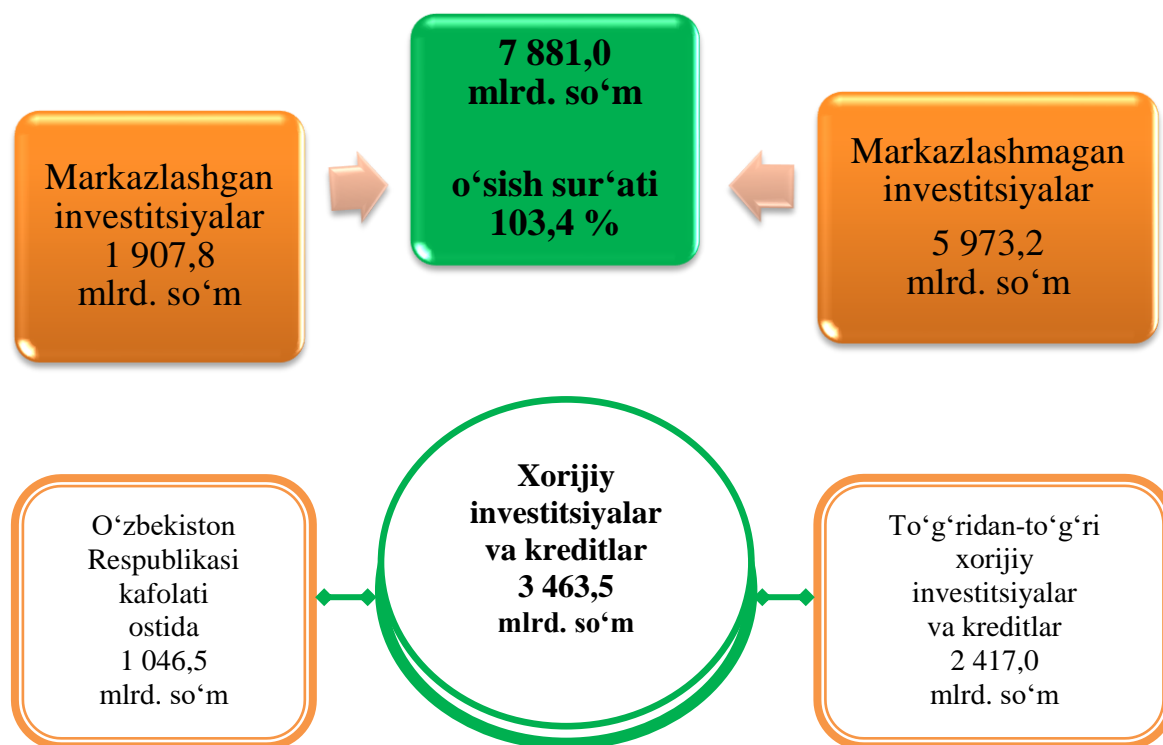 7 881,0
mlrd. so‘m
o‘sish sur‘ati
103,4 %
Markazlashgan
investitsiyalar
1 907,8
mlrd. so‘m
Markazlashmagan
investitsiyalar
5 973,2
mlrd. so‘m
Xorijiy
investitsiyalar
va kreditlar
3 463,5
mlrd. so‘m
O‘zbekiston
Respublikasi
kafolati
ostida
1 046,5
mlrd. so‘m
To‘g‘ridan-to‘g‘ri
xorijiy
investitsiyalar
va kreditlar
2 417,0
mlrd. so‘m